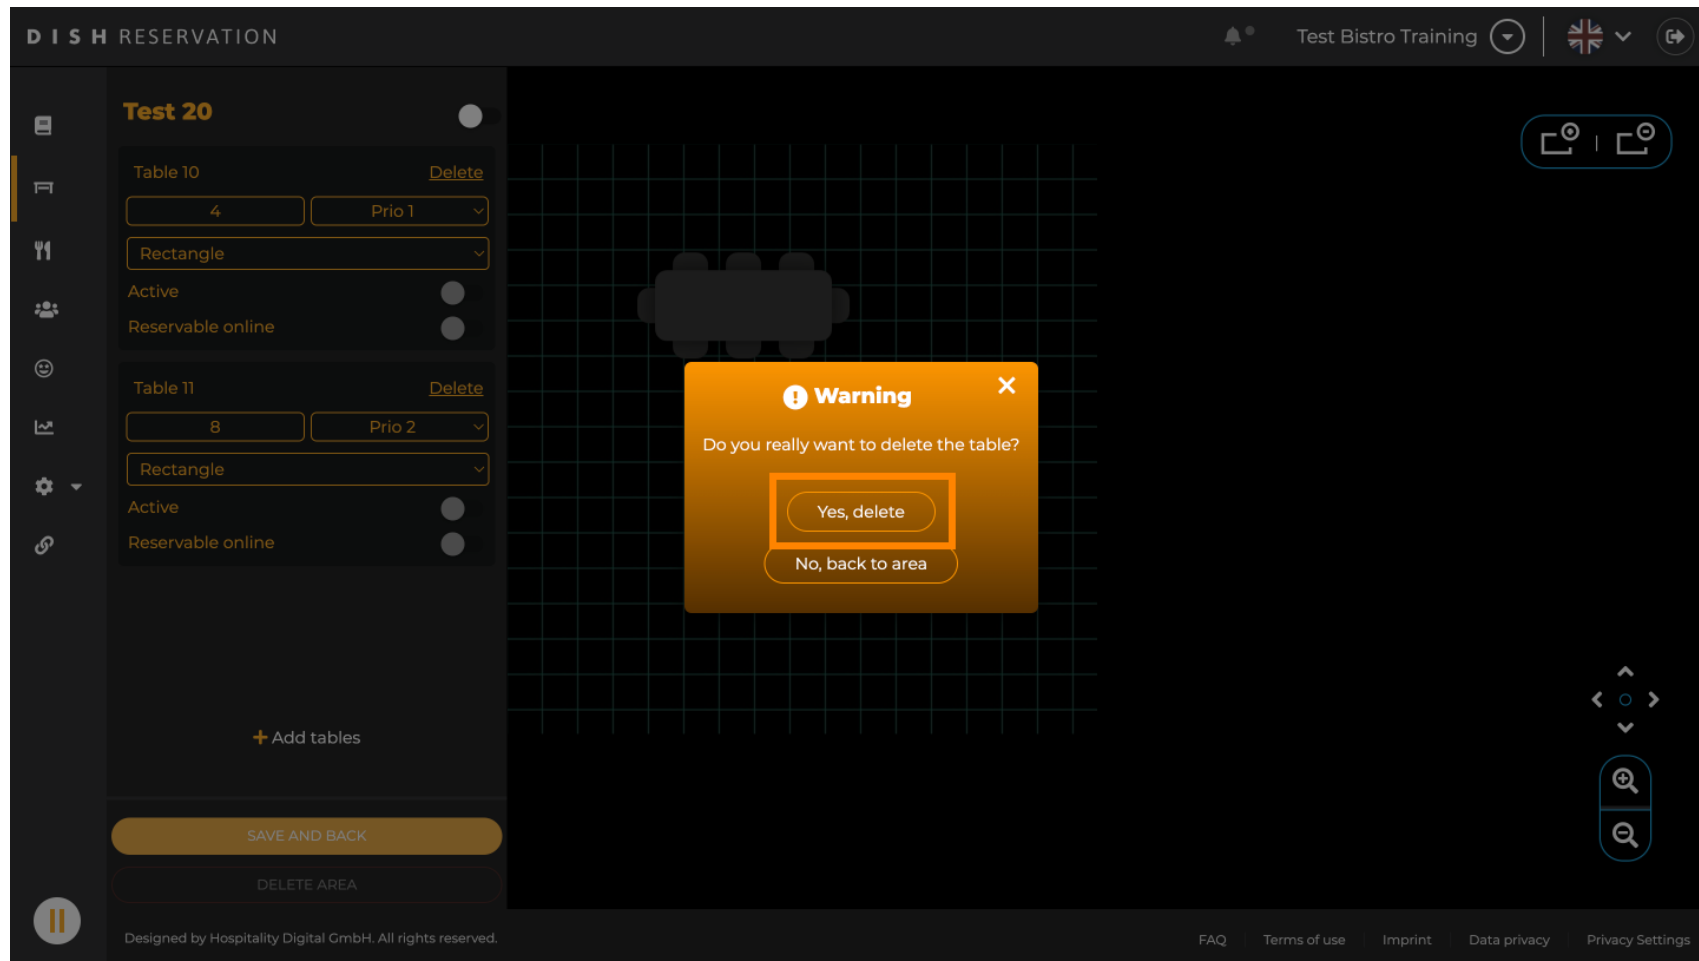 DISH RESERVATION
Test Bistro Training
Test 20
Table 10 Delete
4 Prio 1
Rectangle
Active
Reservable online
Table 11 Delete
8 Prio 2
Rectangle
Active
Reservable online
+ Add tables
SAVE AND BACK
DELETE AREA
Warning
Do you really want to delete the table?
Yes, delete
No, back to area
Designed by Hospitality Digital GmbH. All rights reserved.
FAQ Terms of use Imprint Data privacy Privacy Settings